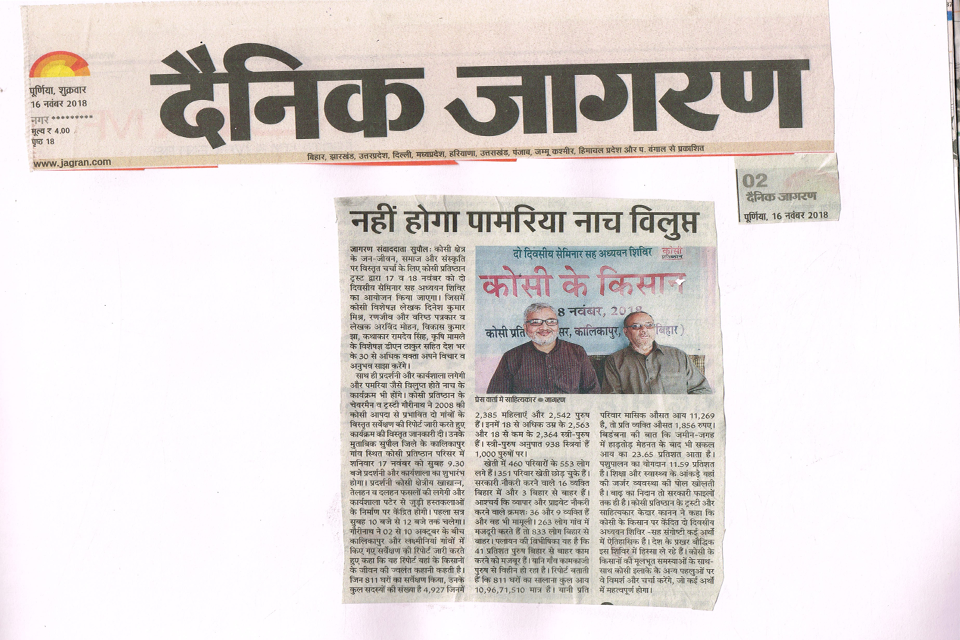 दैनिक जागरण
पूर्णिया, शुक्रवार
16 नवंबर 2018
नगर *********
मूल्य ₹ 4.00
पृष्ठ 18
www.jagran.com
बिहार, झारखंड, उत्तरप्रदेश, दिल्ली, मध्यप्रदेश, हरियाणा, उत्तराखंड, पंजाब, जम्मू कश्मीर, हिमाचल प्रदेश और प. बंगाल से प्रकाशित
02
दैनिक जागरण
पूर्णिया, 16 नवंबर 2018
नहीं होगा पामरिया नाच विलुप्त
जागरण संवाददाता सुपौल : कोसी क्षेत्र
के जन-जीवन, समाज और संस्कृति
पर विस्तृत चर्चा के लिए कोसी प्रतिष्ठान
ट्रस्ट द्वारा 17 व 18 नवंबर को दो
दिवसीय सेमिनार सह अध्ययन शिविर
का आयोजन किया जाएगा। जिसमें
कोसी विशेषज्ञ लेखक दिनेश कुमार
मिश्र, रणजीव और वरिष्ठ पत्रकार व
लेखक अरविंद मोहन, विकास कुमार
झा, कथाकार रामदेव सिंह, कृषि मामले
के विशेषज्ञ डीएन ठाकुर सहित देश भर
के 30 से अधिक वक्ता अपने विचार व
अनुभव साझा करेंगे।
साथ ही प्रदर्शनी और कार्यशाला लगेगी
और पमरिया जैसे विलुप्त होते नाच के
कार्यक्रम भी होंगे। कोसी प्रतिष्ठान के
चेयरमैन व ट्रस्टी गौरीनाथ ने 2008 की
कोसी आपदा से प्रभावित दो गांवों के
विस्तृत सर्वेक्षण की रिपोर्ट जारी करते हुए
कार्यक्रम की विस्तृत जानकारी दी। उनके
मुताबिक सुपौल जिले के कालिकापुर
गांव स्थित कोसी प्रतिष्ठान परिसर में
शनिवार 17 नवंबर को सुबह 9.30
बजे प्रदर्शनी और कार्यशाला का शुभारंभ
होगा। प्रदर्शनी कोसी क्षेत्रीय खाद्यान्न,
तेलहन व दलहन फसलों की लगेगी और
कार्यशाला पटेर से जुड़ी हस्तकलाओं
के निर्माण पर केंद्रित होगी। पहला सत्र
सुबह 10 बजे से 12 बजे तक चलेगा।
गौरीनाथ ने 02 से 10 अक्टूबर के बीच
कालिकापुर और लक्ष्मीनियां गांवों में
किए गए सर्वेक्षण की रिपोर्ट जारी करते
हुए कहा कि यह रिपोर्ट यहां के किसानों
के जीवन की ज्वलंत कहानी कहती है।
जिन 811 घरों का सर्वेक्षण किया, उनके
कुल सदस्यों की संख्या है 4,927 जिनमें
दो दिवसीय सेमिनार सह अध्ययन शिविर
कोसी
प्रतिष्ठान
कोसी के किसान
8 नवंबर, 2018
कोसी प्रति सर, कालिकापुर, बिहार )
प्रेस वार्ता में साहित्यकार ● जागरण
2,385 महिलाएं और 2,542 पुरुष
हैं। इनमें 18 से अधिक उम्र के 2,563
और 18 से कम के 2,364 स्त्री-पुरुष
हैं। स्त्री-पुरुष अनुपात 938 स्त्रियां हैं
1,000 पुरुषों पर।
खेती में 460 परिवारों के 553 लोग
लगे हैं। 351 परिवार खेती छोड़ चुके हैं।
सरकारी नौकरी करने वाले 16 व्यक्ति
बिहार में और 3 बिहार से बाहर हैं।
आश्चर्य कि व्यापार और प्राइवेट नौकरी
करने वाले क्रमशः 36 और 9 व्यक्ति हैं
और वह भी मामूली। 263 लोग गांव में
मजदूरी करते हैं तो 833 लोग बिहार से
बाहर। पलायन की विभीषिका यह है कि
41 प्रतिशत पुरुष बिहार से बाहर काम
करने को मजबूर हैं। यानि गांव कामकाजी
पुरुष से विहीन हो रहा है। रिपोर्ट बताती
हैं कि 811 घरों का सालाना कुल आय
10,96,71,510 मात्र है। यानी प्रति
परिवार मासिक औसत आय 11,269
है, तो प्रति व्यक्ति औसत 1,856 रुपए।
विडंबना की बात कि जमीन-जगह
में हाड़तोड़ मेहनत के बाद भी सकल
आय का 23.65 प्रतिशत आता है।
पशुपालन का योगदान 11.59 प्रतिशत
है। शिक्षा और स्वास्थ्य के आंकड़े वहां
की जर्जर व्यवस्था की पोल खोलती
है। बाढ़ का निदान तो सरकारी फाइलों
तक ही है। कोसी प्रतिष्ठान के ट्रस्टी और
साहित्यकार केदार कानन ने कहा कि
कोसी के किसान पर केंद्रित दो दिवसीय
अध्ययन शिविर -सह संगोष्ठी कई अर्थों
में ऐतिहासिक है। देश के प्रखर बौद्धिक
इस शिविर में हिस्सा ले रहे हैं। कोसी के
किसानों की मूलभूत समस्याओं के साथ-
साथ कोसी इलाके के अन्य पहलुओं पर
वे विमर्श और चर्चा करेंगे, जो कई अर्थों
में महत्वपूर्ण होगा।